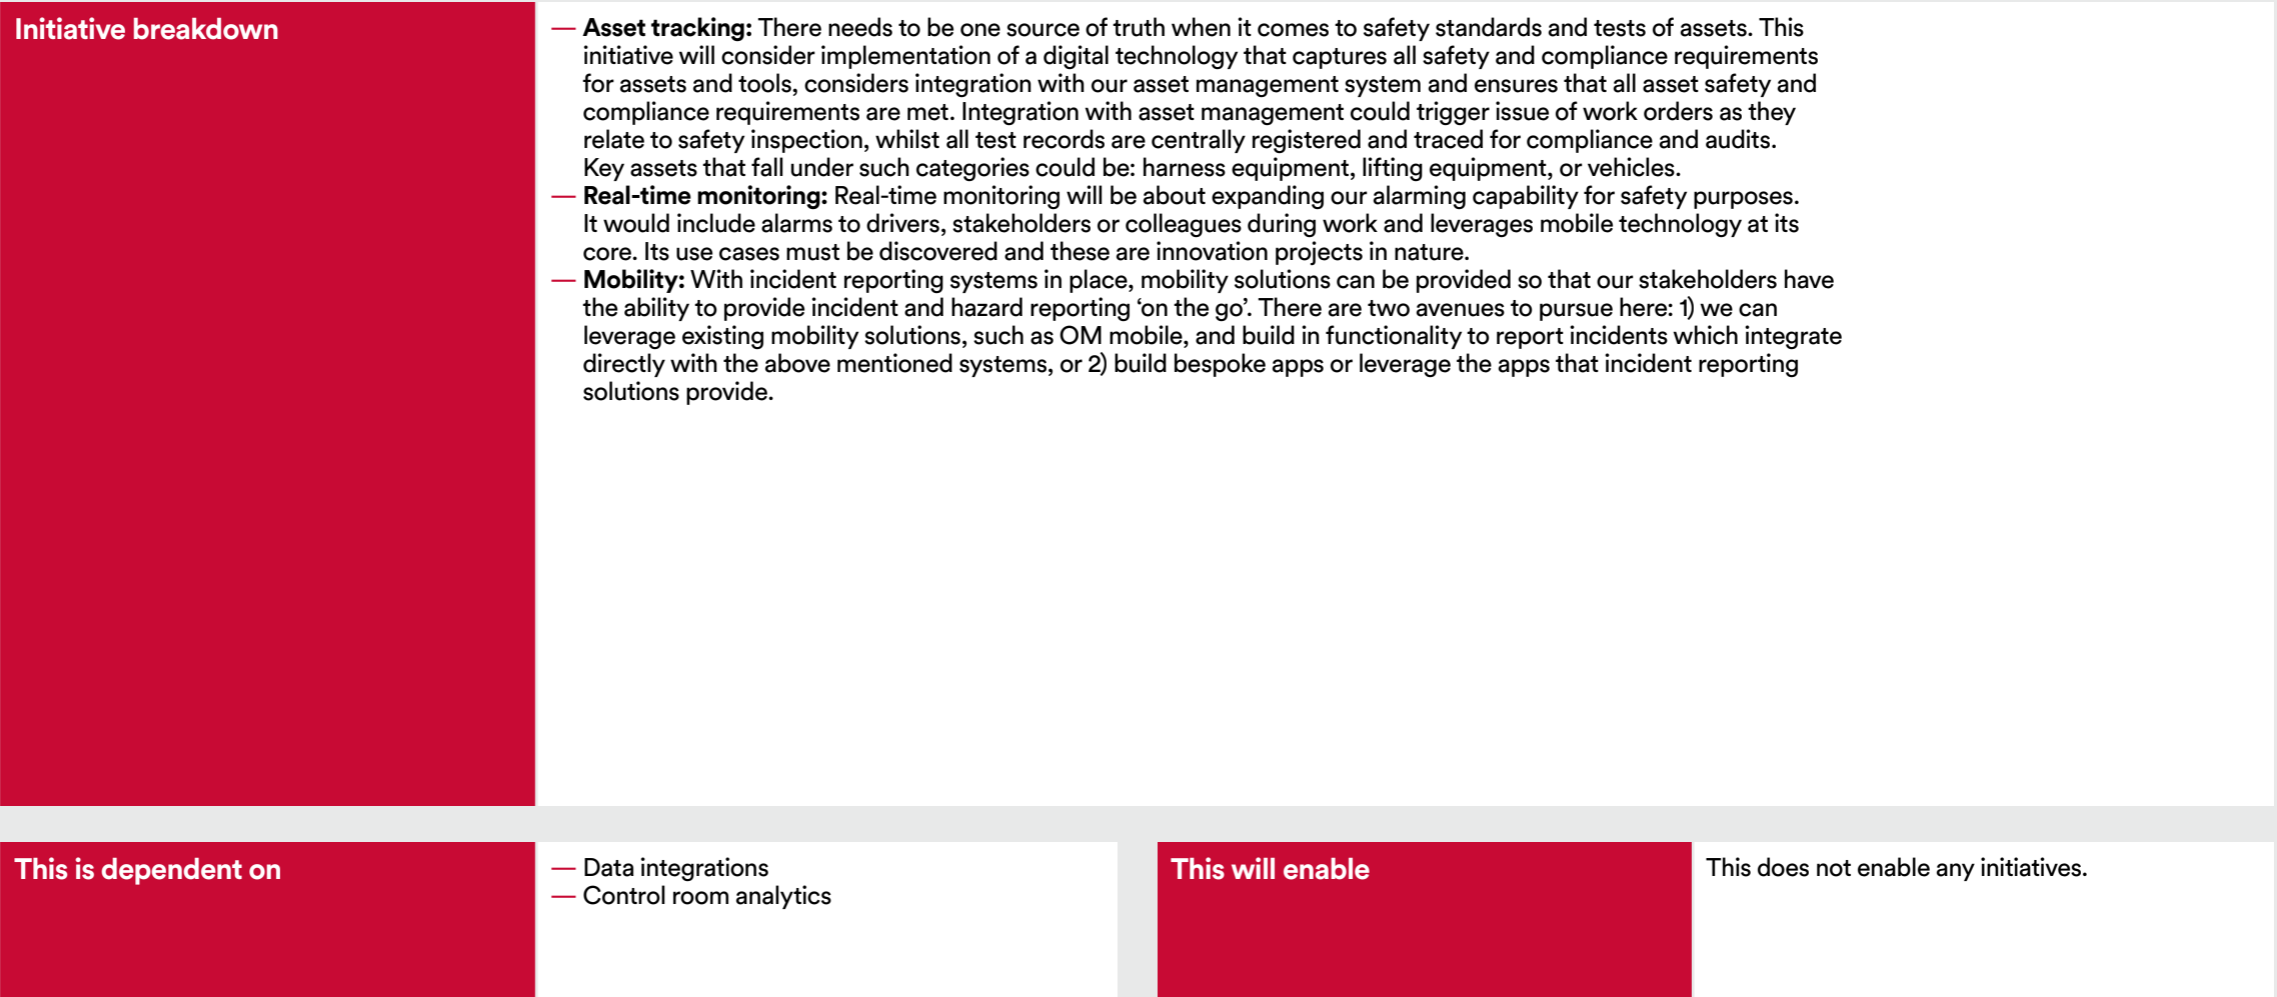 Initiative breakdown
— Asset tracking: There needs to be one source of truth when it comes to safety standards and tests of assets. This
initiative will consider implementation of a digital technology that captures all safety and compliance requirements
for assets and tools, considers integration with our asset management system and ensures that all asset safety and
compliance requirements are met. Integration with asset management could trigger issue of work orders as they
relate to safety inspection, whilst all test records are centrally registered and traced for compliance and audits.
Key assets that fall under such categories could be: harness equipment, lifting equipment, or vehicles.
— Real-time monitoring: Real-time monitoring will be about expanding our alarming capability for safety purposes.
It would include alarms to drivers, stakeholders or colleagues during work and leverages mobile technology at its
core. Its use cases must be discovered and these are innovation projects in nature.
— Mobility: With incident reporting systems in place, mobility solutions can be provided so that our stakeholders have
the ability to provide incident and hazard reporting ‘on the go’. There are two avenues to pursue here: 1) we can
leverage existing mobility solutions, such as OM mobile, and build in functionality to report incidents which integrate
directly with the above mentioned systems, or 2) build bespoke apps or leverage the apps that incident reporting
solutions provide.
This is dependent on
— Data integrations
— Control room analytics
This will enable
This does not enable any initiatives.